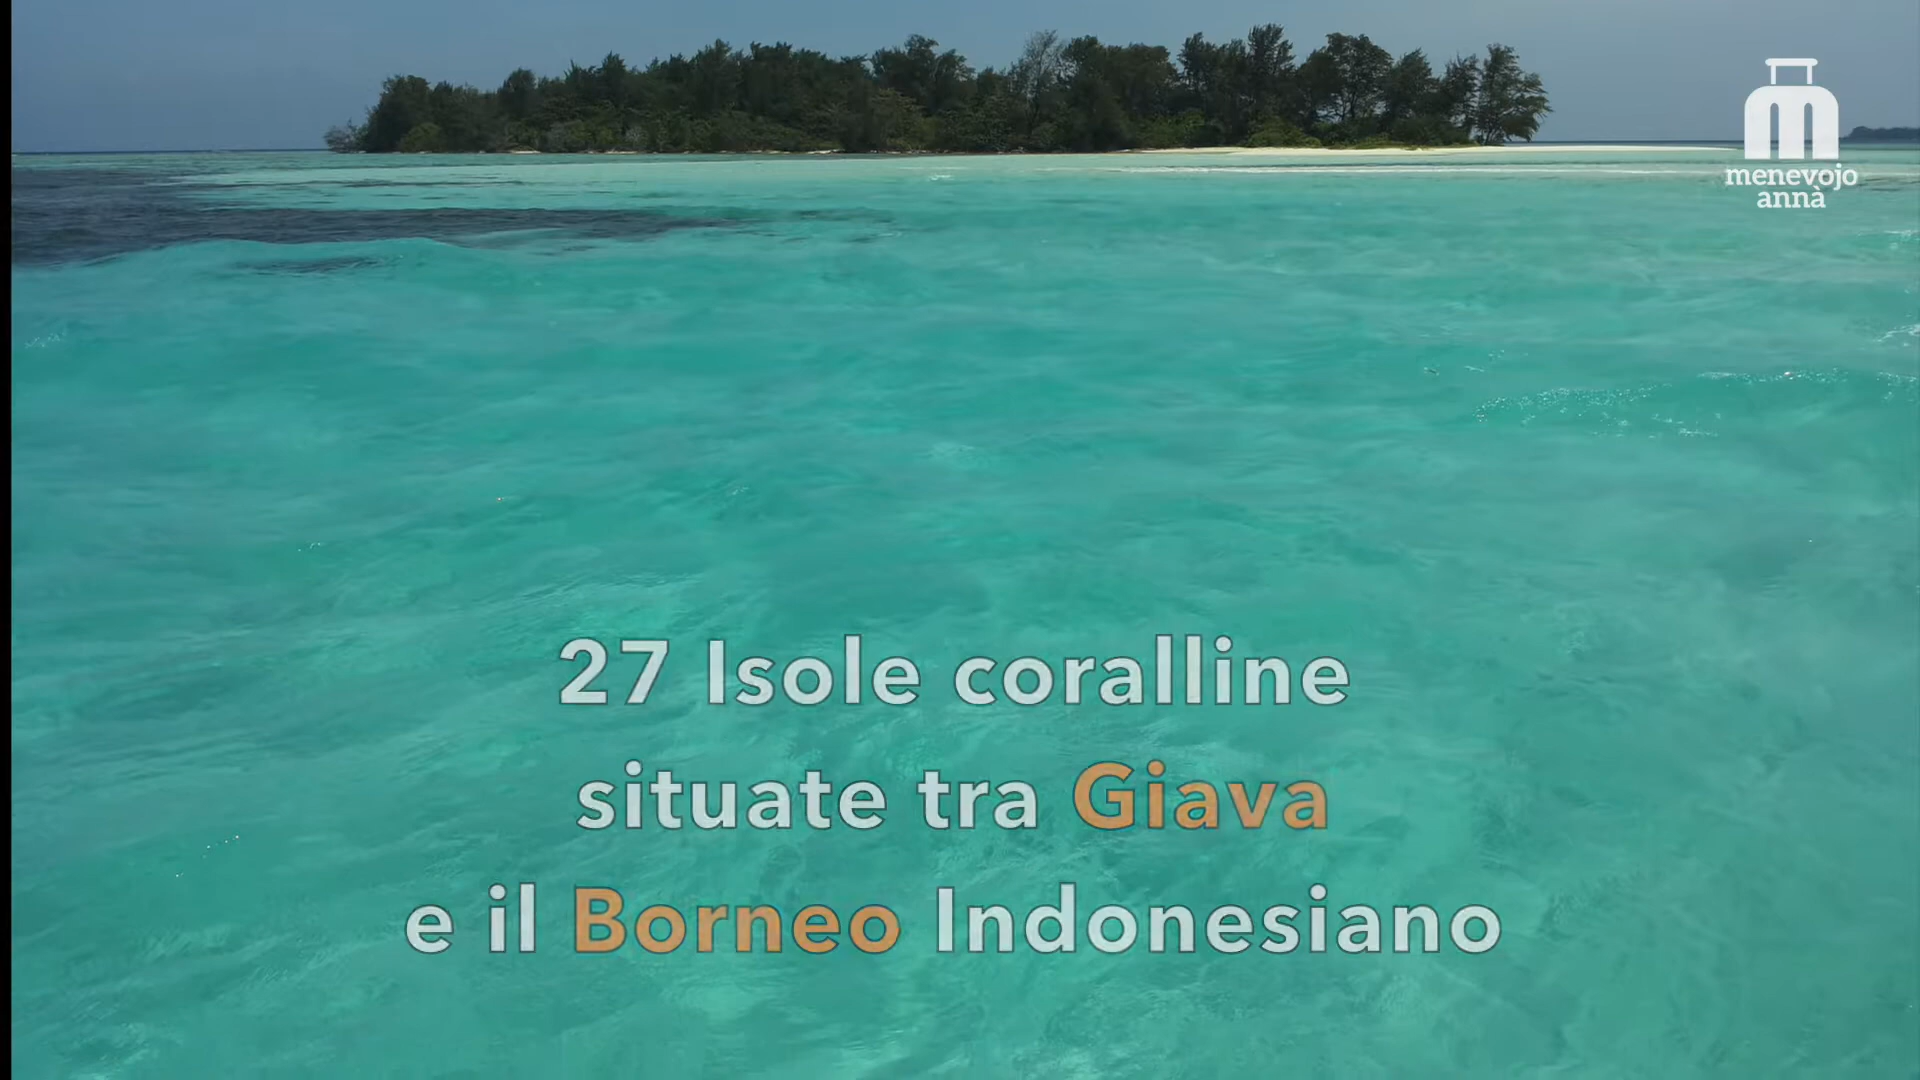 menevojo
annà
27 Isole coralline
situate tra Giava
e il Borneo Indonesiano